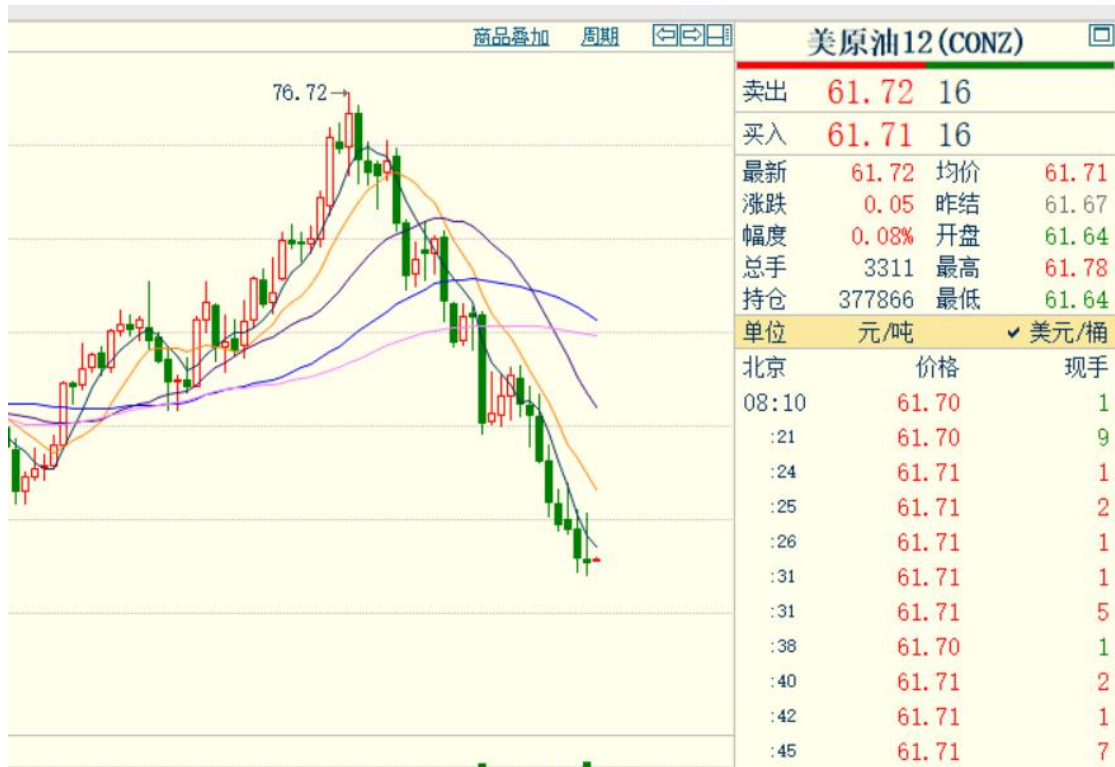 商品叠加 周期
76.72→
美原油12(CONZ)
卖出 61.72 16
买入 61.71 16
最新 61.72 均价 61.71
涨跌 0.05 昨结 61.67
幅度 0.08% 开盘 61.64
总手 3311 最高 61.78
持仓 377866 最低 61.64
单位 元/吨 ✔美元/桶
北京 价格 现手
08:10 61.70 1
:21 61.70 9
:24 61.71 1
:25 61.71 2
:26 61.71 1
:31 61.71 1
:31 61.71 5
:38 61.70 1
:40 61.71 2
:42 61.71 1
:45 61.71 7